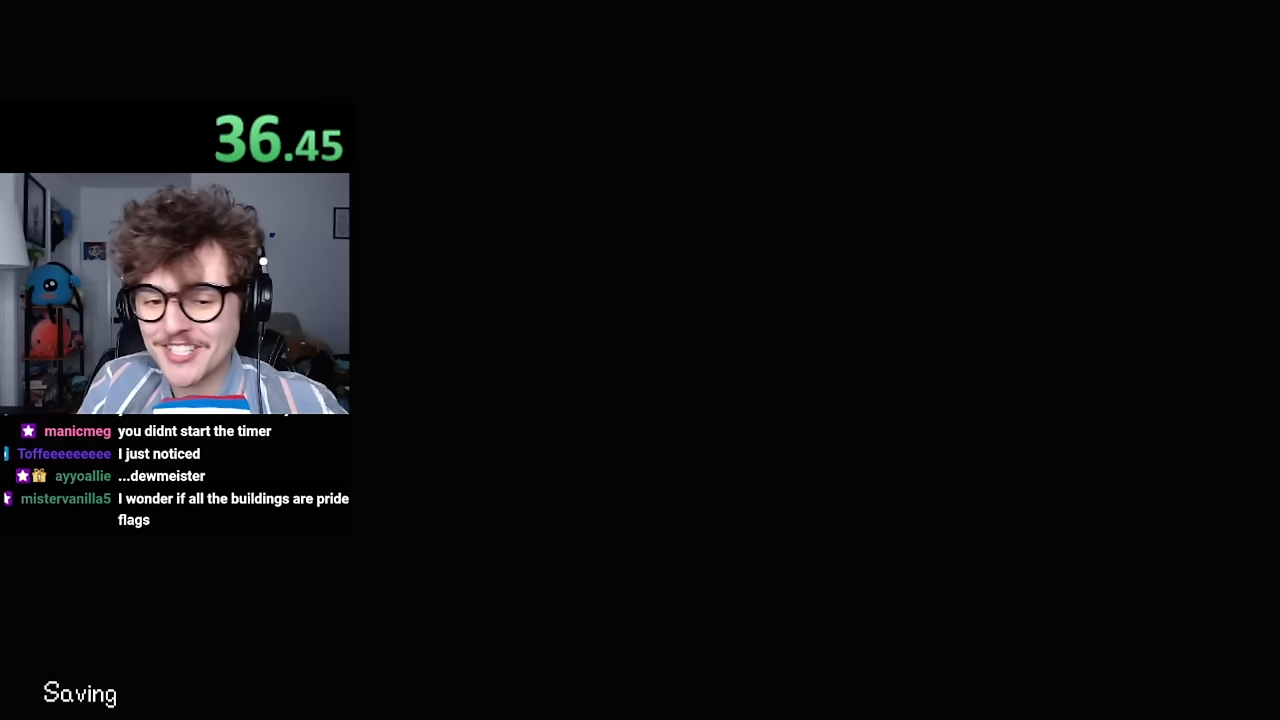 36.45
manicmeg you didnt start the timer
Toffeeeeeeeee I just noticed
ayyoallie ...dewmeister
mistervanilla5 I wonder if all the buildings are pride
flags
Saving